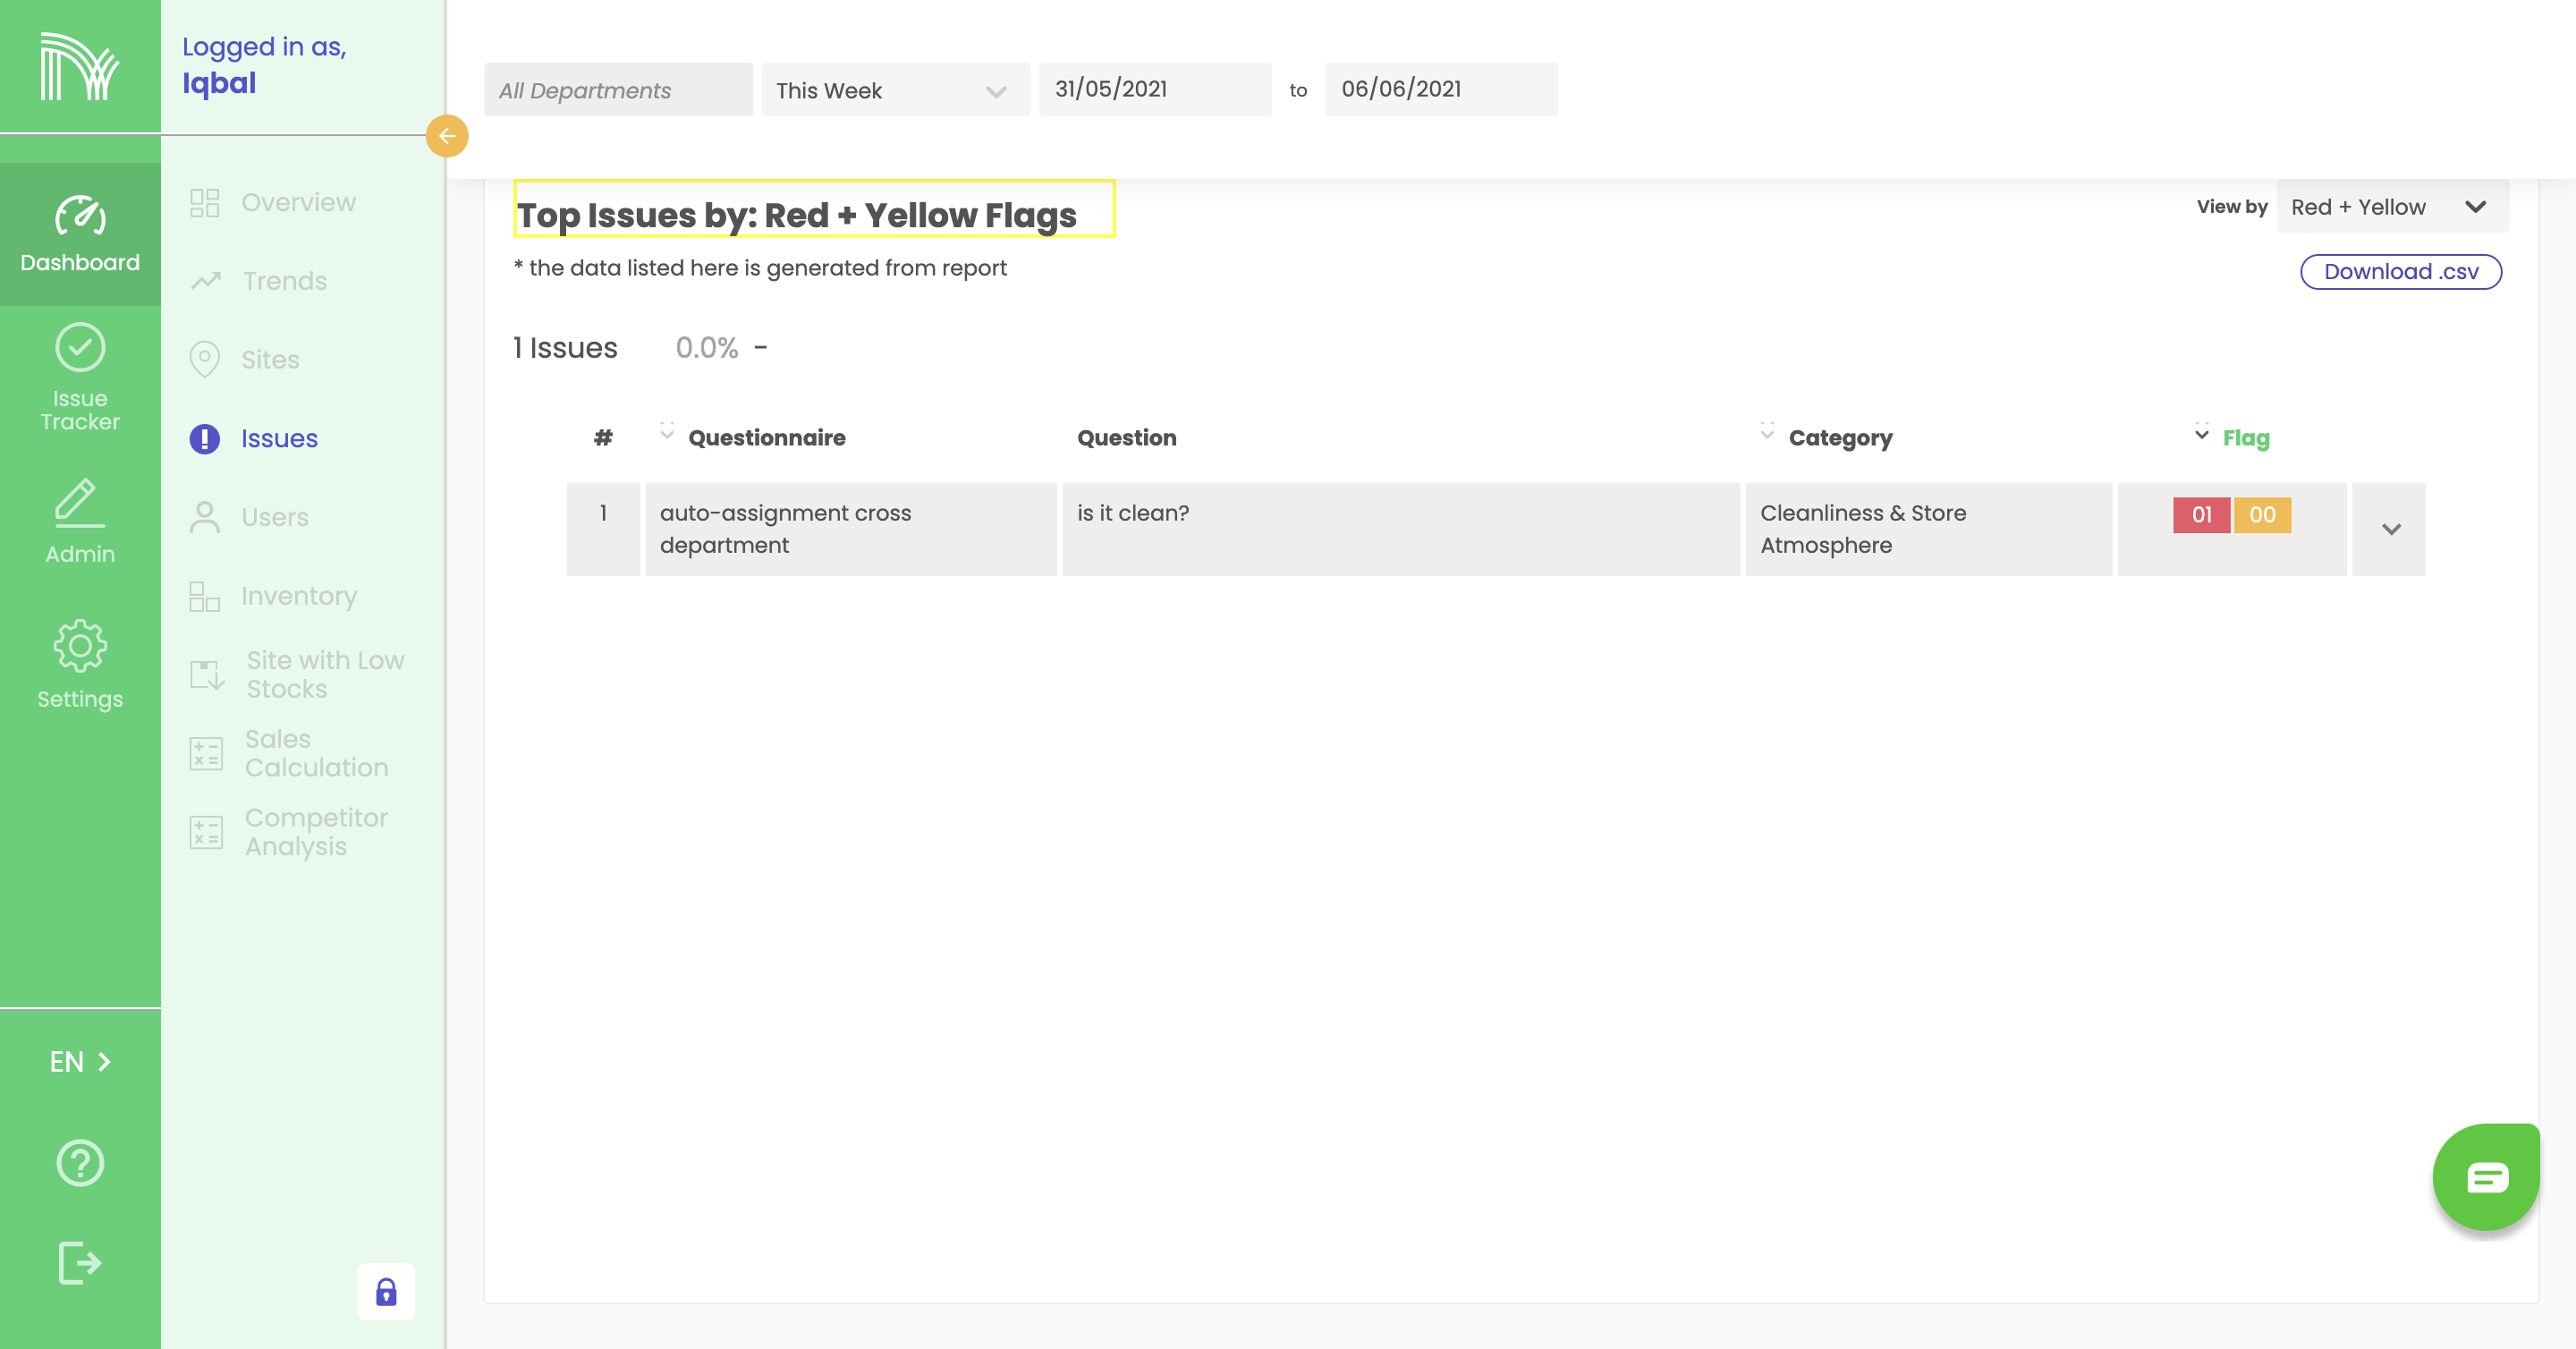 Logged in as,
Iqbal
Dashboard
Issue
Tracker
Admin
Settings
EN
Overview
Trends
Sites
Issues
Users
Inventory
Site with Low
Stocks
Sales
Calculation
Competitor
Analysis
All Departments
This Week
31/05/2021
to
06/06/2021
Top Issues by: Red + Yellow Flags
View by
Red + Yellow
* the data listed here is generated from report
Download .csv
1 Issues
0.0% -
# Questionnaire Question Category Flag
1 auto-assignment cross is it clean? Cleanliness & Store 01 00
department Atmosphere